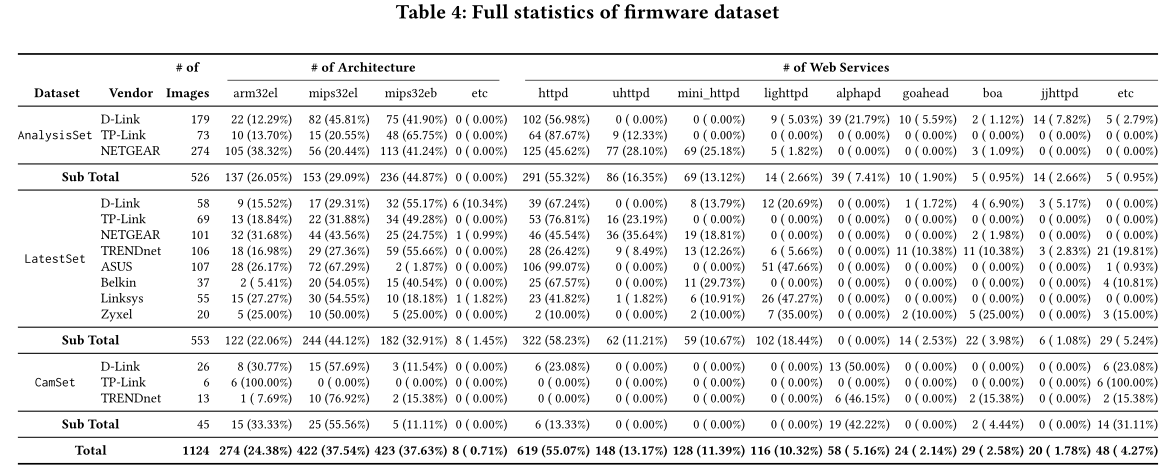 Table 4: Full statistics of firmware dataset
# of # of Architecture # of Web Services
Dataset Vendor Images arm32el mips32el mips32eb etc httpd uhttpd mini_httpd lighttpd alphapd goahead boa jjhttpd etc
D-Link 179 22 (12.29%) 82 (45.81%) 75 (41.90%) 0 ( 0.00%) 102 (56.98%) 0 ( 0.00%) 0 ( 0.00%) 9 ( 5.03%) 39 (21.79%) 10 ( 5.59%) 2 ( 1.12%) 14 ( 7.82%) 5 ( 2.79%)
AnalysisSet TP-Link 73 10 (13.70%) 15 (20.55%) 48 (65.75%) 0 ( 0.00%) 64 (87.67%) 9 (12.33%) 0 ( 0.00%) 0 ( 0.00%) 0 ( 0.00%) 0 ( 0.00%) 0 ( 0.00%) 0 ( 0.00%) 0 ( 0.00%)
NETGEAR 274 105 (38.32%) 56 (20.44%) 113 (41.24%) 0 ( 0.00%) 125 (45.62%) 77 (28.10%) 69 (25.18%) 5 ( 1.82%) 0 ( 0.00%) 0 ( 0.00%) 3 ( 1.09%) 0 ( 0.00%) 0 ( 0.00%)
Sub Total 526 137 (26.05%) 153 (29.09%) 236 (44.87%) 0 ( 0.00%) 291 (55.32%) 86 (16.35%) 69 (13.12%) 14 ( 2.66%) 39 ( 7.41%) 10 ( 1.90%) 5 ( 0.95%) 14 ( 2.66%) 5 ( 0.95%)
D-Link 58 9 (15.52%) 17 (29.31%) 32 (55.17%) 6 (10.34%) 39 (67.24%) 0 ( 0.00%) 8 (13.79%) 12 (20.69%) 0 ( 0.00%) 1 ( 1.72%) 4 ( 6.90%) 3 ( 5.17%) 0 ( 0.00%)
TP-Link 69 13 (18.84%) 22 (31.88%) 34 (49.28%) 0 ( 0.00%) 53 (76.81%) 16 (23.19%) 0 ( 0.00%) 0 ( 0.00%) 0 ( 0.00%) 0 ( 0.00%) 0 ( 0.00%) 0 ( 0.00%) 0 ( 0.00%)
NETGEAR 101 32 (31.68%) 44 (43.56%) 25 (24.75%) 1 ( 0.99%) 46 (45.54%) 36 (35.64%) 19 (18.81%) 0 ( 0.00%) 0 ( 0.00%) 0 ( 0.00%) 2 ( 1.98%) 0 ( 0.00%) 0 ( 0.00%)
LatestSet TRENDnet 106 18 (16.98%) 29 (27.36%) 59 (55.66%) 0 ( 0.00%) 28 (26.42%) 9 ( 8.49%) 13 (12.26%) 6 ( 5.66%) 0 ( 0.00%) 11 (10.38%) 11 (10.38%) 3 ( 2.83%) 21 (19.81%)
ASUS 107 28 (26.17%) 72 (67.29%) 2 ( 1.87%) 0 ( 0.00%) 106 (99.07%) 0 ( 0.00%) 0 ( 0.00%) 51 (47.66%) 0 ( 0.00%) 0 ( 0.00%) 0 ( 0.00%) 0 ( 0.00%) 1 ( 0.93%)
Belkin 37 2 ( 5.41%) 20 (54.05%) 15 (40.54%) 0 ( 0.00%) 25 (67.57%) 0 ( 0.00%) 11 (29.73%) 0 ( 0.00%) 0 ( 0.00%) 0 ( 0.00%) 0 ( 0.00%) 0 ( 0.00%) 4 (10.81%)
Linksys 55 15 (27.27%) 30 (54.55%) 10 (18.18%) 1 ( 1.82%) 23 (41.82%) 1 ( 1.82%) 6 (10.91%) 26 (47.27%) 0 ( 0.00%) 0 ( 0.00%) 0 ( 0.00%) 0 ( 0.00%) 0 ( 0.00%)
Zyxel 20 5 (25.00%) 10 (50.00%) 5 (25.00%) 0 ( 0.00%) 2 (10.00%) 0 ( 0.00%) 2 (10.00%) 7 (35.00%) 0 ( 0.00%) 2 (10.00%) 5 (25.00%) 0 ( 0.00%) 3 (15.00%)
Sub Total 553 122 (22.06%) 244 (44.12%) 182 (32.91%) 8 ( 1.45%) 322 (58.23%) 62 (11.21%) 59 (10.67%) 102 (18.44%) 0 ( 0.00%) 14 ( 2.53%) 22 ( 3.98%) 6 ( 1.08%) 29 ( 5.24%)
D-Link 26 8 (30.77%) 15 (57.69%) 3 (11.54%) 0 ( 0.00%) 6 (23.08%) 0 ( 0.00%) 0 ( 0.00%) 0 ( 0.00%) 13 (50.00%) 0 ( 0.00%) 0 ( 0.00%) 0 ( 0.00%) 6 (23.08%)
CamSet TP-Link 6 6 (100.00%) 0 ( 0.00%) 0 ( 0.00%) 0 ( 0.00%) 0 ( 0.00%) 0 ( 0.00%) 0 ( 0.00%) 0 ( 0.00%) 0 ( 0.00%) 0 ( 0.00%) 0 ( 0.00%) 0 ( 0.00%) 6 (100.00%)
TRENDnet 13 1 ( 7.69%) 10 (76.92%) 2 (15.38%) 0 ( 0.00%) 0 ( 0.00%) 0 ( 0.00%) 0 ( 0.00%) 0 ( 0.00%) 6 (46.15%) 0 ( 0.00%) 2 (15.38%) 0 ( 0.00%) 2 (15.38%)
Sub Total 45 15 (33.33%) 25 (55.56%) 5 (11.11%) 0 ( 0.00%) 6 (13.33%) 0 ( 0.00%) 0 ( 0.00%) 0 ( 0.00%) 19 (42.22%) 0 ( 0.00%) 2 ( 4.44%) 0 ( 0.00%) 14 (31.11%)
Total 1124 274 (24.38%) 422 (37.54%) 423 (37.63%) 8 ( 0.71%) 619 (55.07%) 148 (13.17%) 128 (11.39%) 116 (10.32%) 58 ( 5.16%) 24 ( 2.14%) 29 ( 2.58%) 20 ( 1.78%) 48 ( 4.27%)